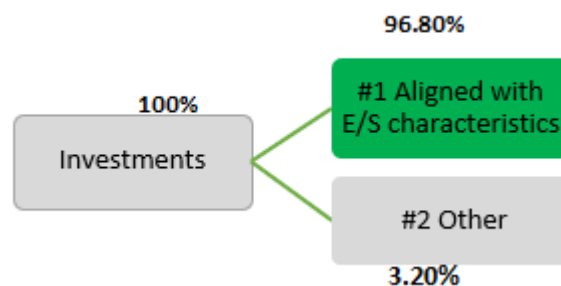 96.80%
#1 Aligned with
E/S characteristics
100%
Investments
#2 Other
3.20%